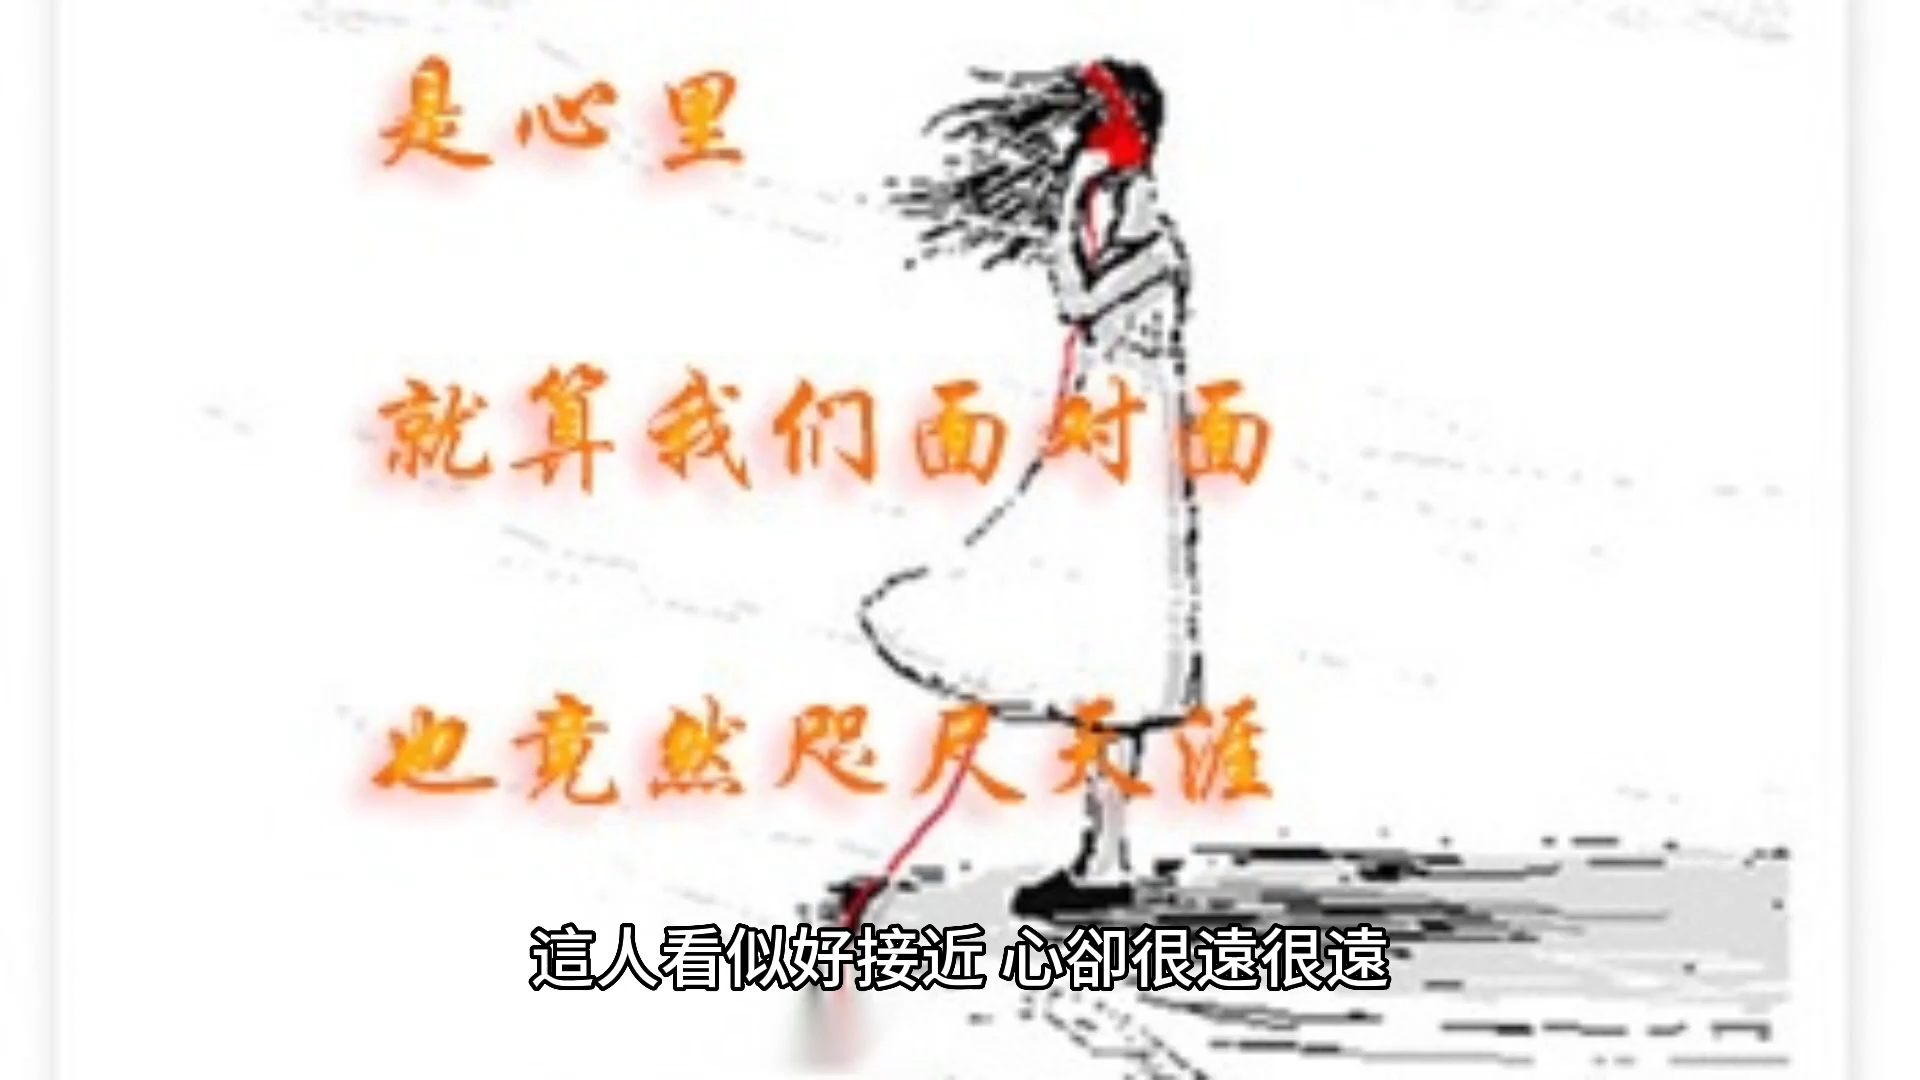 是心里
就算我们面对面
也竟然咫尺天涯
這人看似好接近 心卻很遠很遠